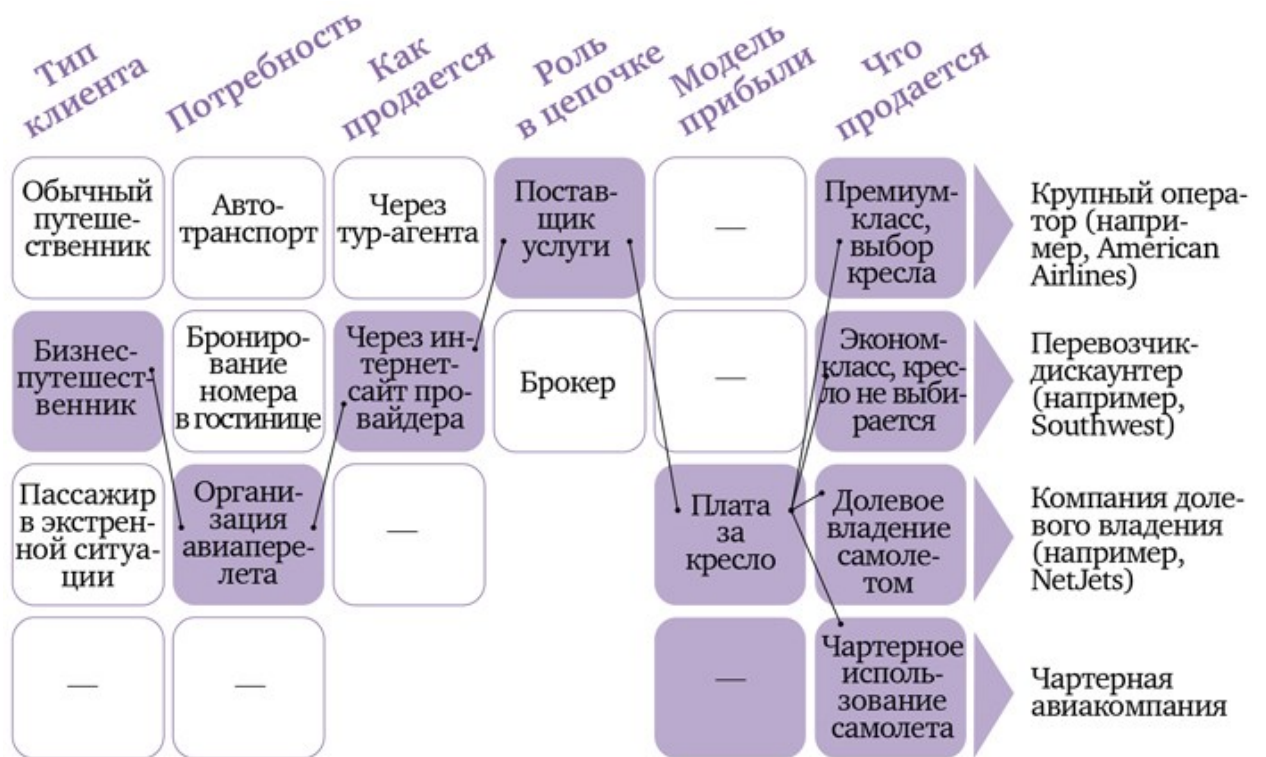 Тип
клиента
Потребность
Как
продается
Роль
в цепочке
Модель
прибыли
Что
продается
Обычный
путеше-
ственник
Авто-
транспорт
Через
тур-агента
Постав-
щик
услуги
—
Премиум-
класс,
выбор
кресла
Крупный опера-
тор (напри-
мер, American
Airlines)
Бизнес-
путешест-
венник
Бронирo-
вание
номера
в гостинице
Через ин-
тернет-
сайт про-
вайдера
Брокер
—
Эконом-
класс, крес-
ло не выби-
рается
Перевозчик-
дискаунтер
(например,
Southwest)
Пассажир
в экстрен-
ной ситуа-
ции
Органи-
зация
авиапере-
лета
—
Плата
за
кресло
Долевое
владение
самоле-
том
Компания доле-
вого владения
(например,
NetJets)
—
—
—
Чартерное
исполь-
зование
самолета
Чартерная
авиакомпания